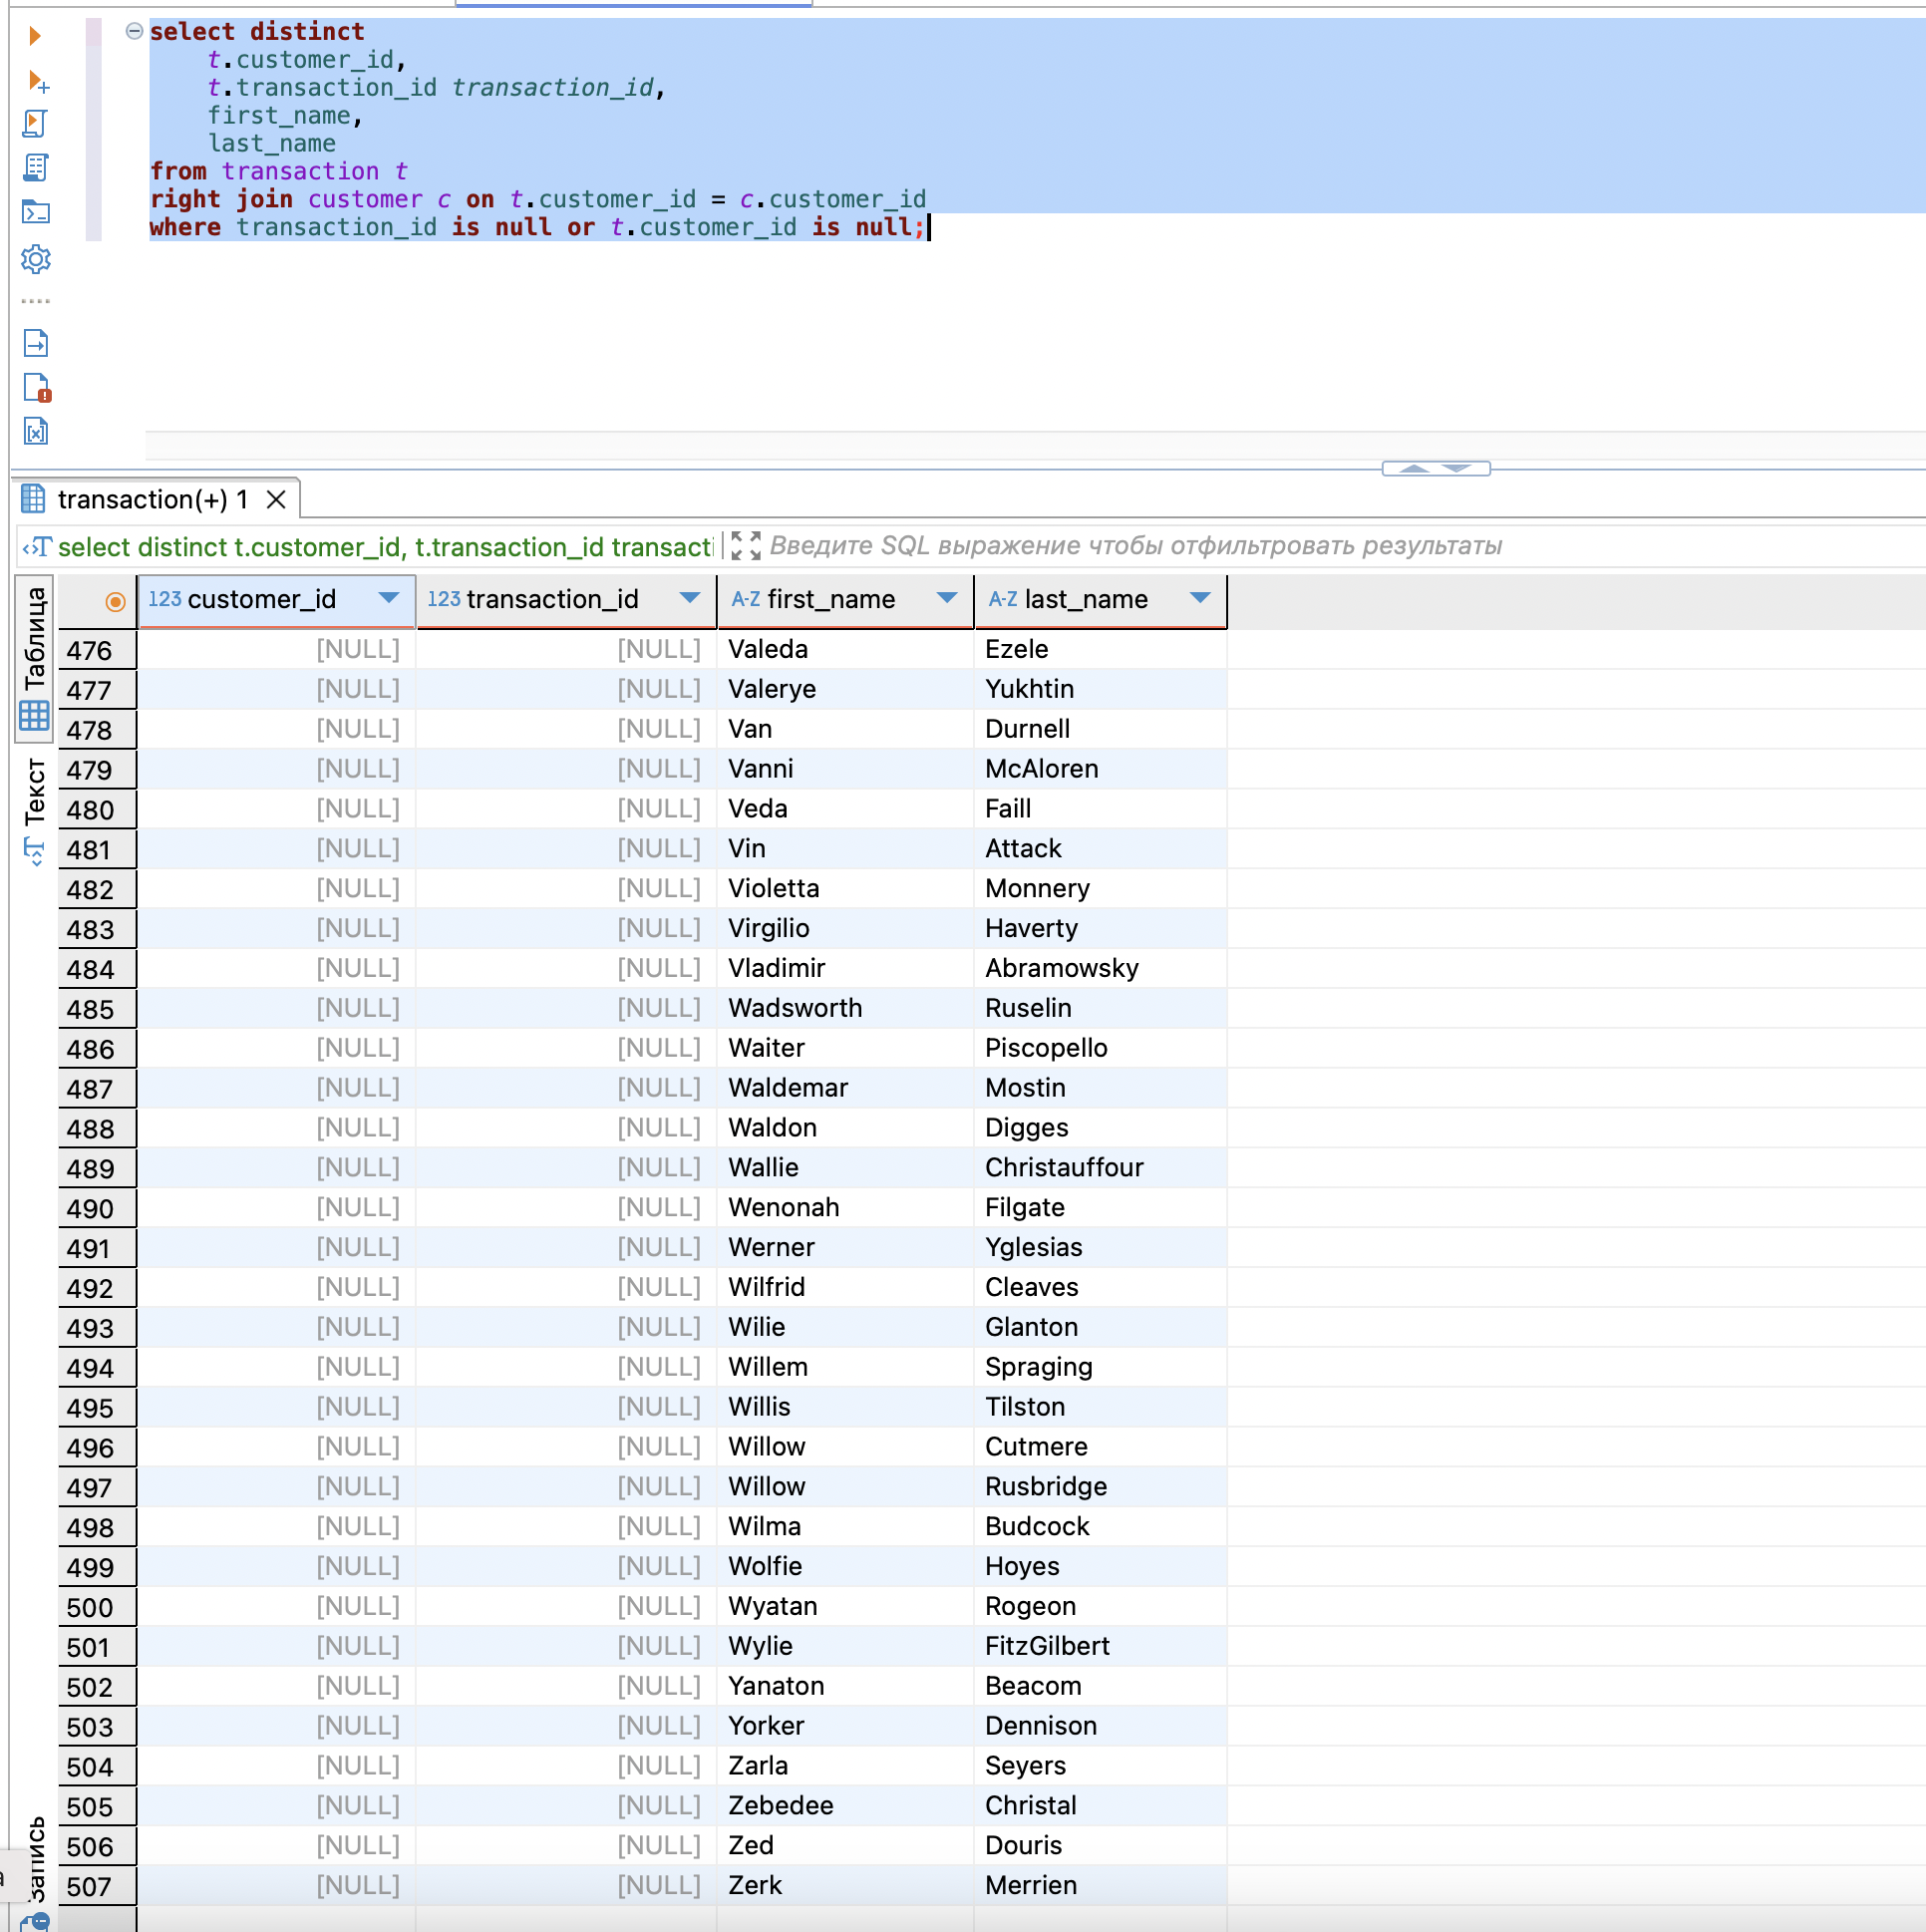 select distinct
t.customer_id,
t.transaction_id transaction_id,
first_name,
last_name
from transaction t
right join customer c on t.customer_id = c.customer_id
where transaction_id is null or t.customer_id is null;
transaction(+) 1
select distinct t.customer_id, t.transaction_id transacti
Введите SQL выражение чтобы отфильтровать результаты
Таблица
Текст
Запись
123 customer_id 123 transaction_id A-Z first_name A-Z last_name
476 [NULL] [NULL] Valeda Ezele
477 [NULL] [NULL] Valerye Yukhtin
478 [NULL] [NULL] Van Durnell
479 [NULL] [NULL] Vanni McAloren
480 [NULL] [NULL] Veda Faill
481 [NULL] [NULL] Vin Attack
482 [NULL] [NULL] Violetta Monnery
483 [NULL] [NULL] Virgilio Haverty
484 [NULL] [NULL] Vladimir Abramowsky
485 [NULL] [NULL] Wadsworth Ruselin
486 [NULL] [NULL] Waiter Piscopello
487 [NULL] [NULL] Waldemar Mostin
488 [NULL] [NULL] Waldon Digges
489 [NULL] [NULL] Wallie Christauffour
490 [NULL] [NULL] Wenonah Filgate
491 [NULL] [NULL] Werner Yglesias
492 [NULL] [NULL] Wilfrid Cleaves
493 [NULL] [NULL] Wilie Glanton
494 [NULL] [NULL] Willem Spraging
495 [NULL] [NULL] Willis Tilston
496 [NULL] [NULL] Willow Cutmere
497 [NULL] [NULL] Willow Rusbridge
498 [NULL] [NULL] Wilma Budcock
499 [NULL] [NULL] Wolfie Hoyes
500 [NULL] [NULL] Wyatan Rogeon
501 [NULL] [NULL] Wylie FitzGilbert
502 [NULL] [NULL] Yanaton Beacom
503 [NULL] [NULL] Yorker Dennison
504 [NULL] [NULL] Zarla Seyers
505 [NULL] [NULL] Zebedee Christal
506 [NULL] [NULL] Zed Douris
507 [NULL] [NULL] Zerk Merrien